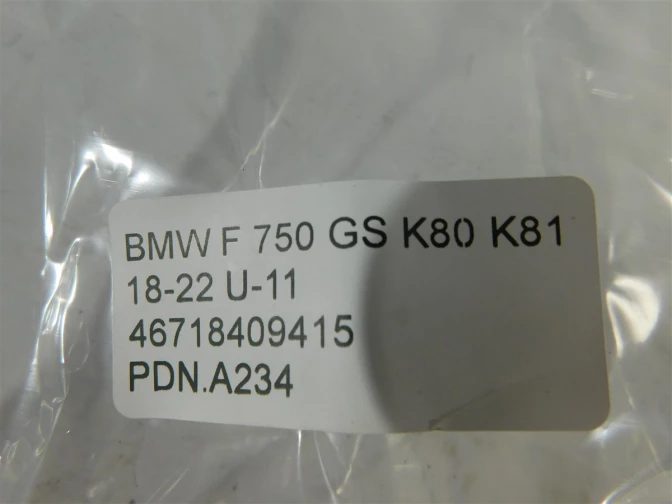 BMW F 750 GS K80 K81
18-22 U-11
46718409415
PDN.A234